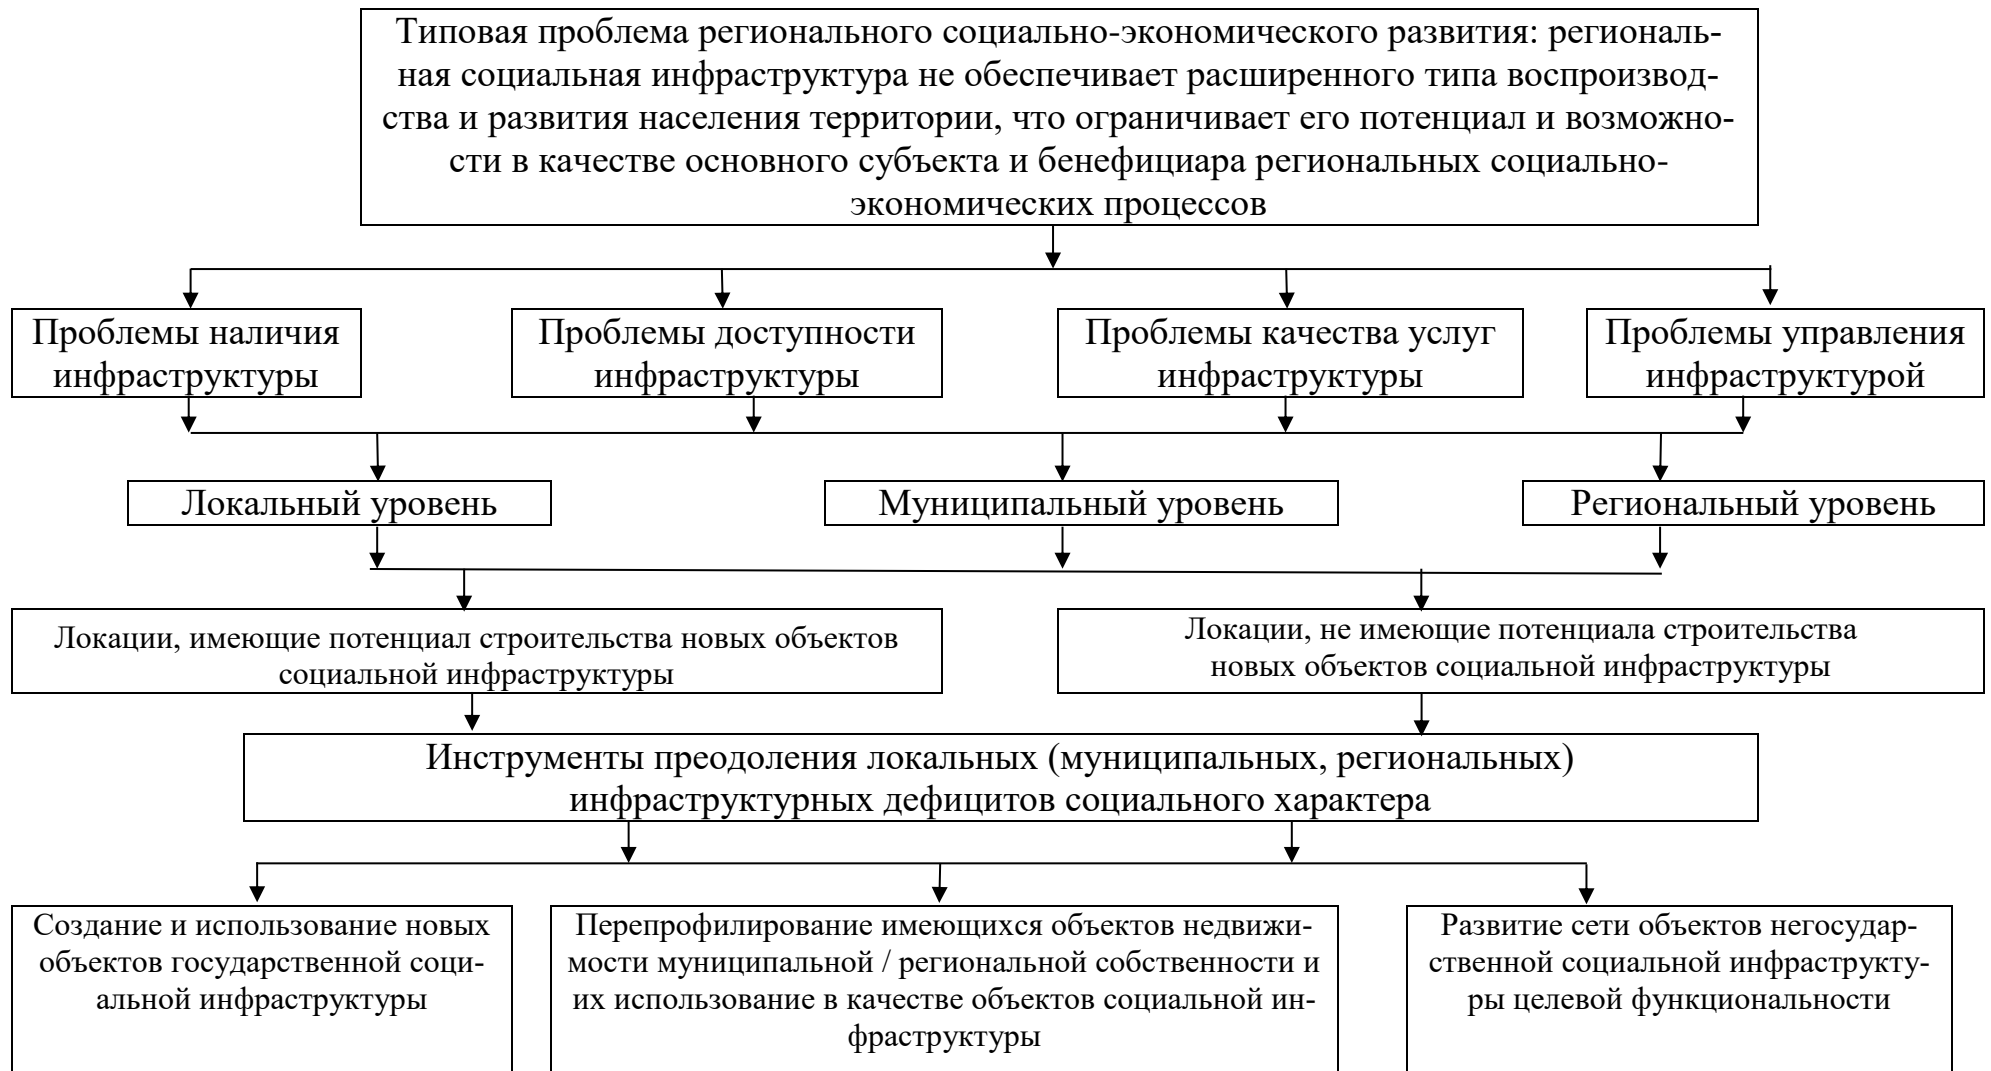 Типовая проблема регионального социально-экономического развития: региональ-
ная социальная инфраструктура не обеспечивает расширенного типа воспроизвод-
ства и развития населения территории, что ограничивает его потенциал и возможно-
сти в качестве основного субъекта и бенефициара региональных социально-
экономических процессов
Проблемы наличия
инфраструктуры
Проблемы доступности
инфраструктуры
Проблемы качества услуг
инфраструктуры
Проблемы управления
инфраструктурой
Локальный уровень
Муниципальный уровень
Региональный уровень
Локации, имеющие потенциал строительства новых объектов
социальной инфраструктуры
Локации, не имеющие потенциала строительства
новых объектов социальной инфраструктуры
Инструменты преодоления локальных (муниципальных, региональных)
инфраструктурных дефицитов социального характера
Создание и использование новых
объектов государственной соци-
альной инфраструктуры
Перепрофилирование имеющихся объектов недвижи-
мости муниципальной / региональной собственности и
их использование в качестве объектов социальной ин-
фраструктуры
Развитие сети объектов негосудар-
ственной социальной инфраструкту-
ры целевой функциональности